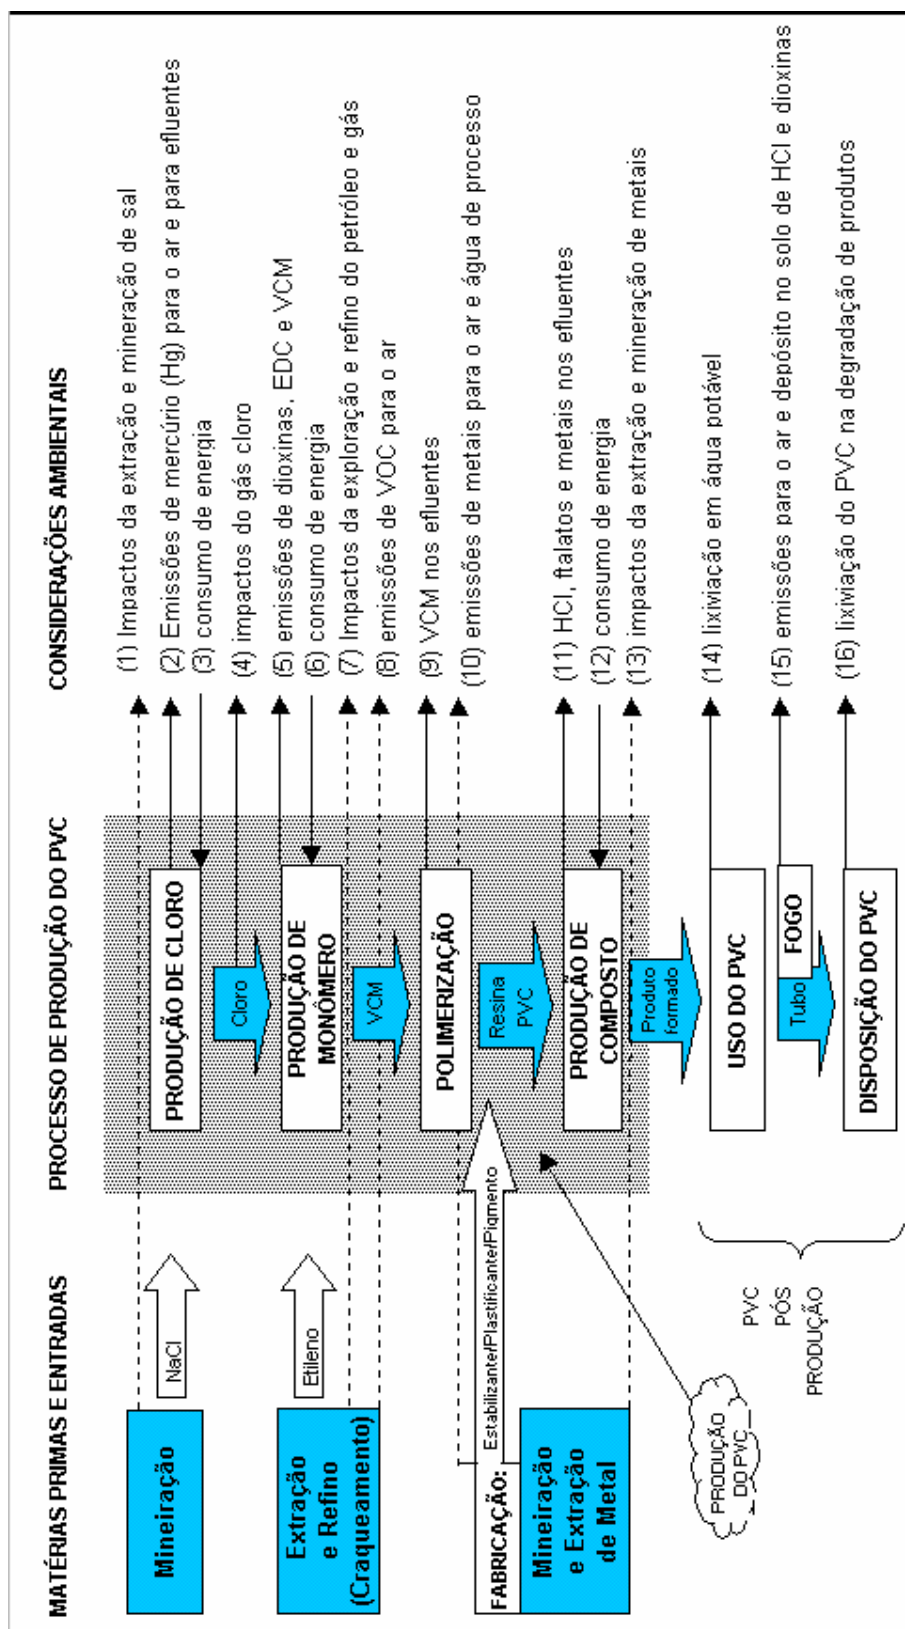 MATÉRIAS PRIMAS E ENTRADAS
PROCESSO DE PRODUÇÃO DO PVC
CONSIDERAÇÕES AMBIENTAIS
Mineiração
NaCl
Extração
e Refino
(Craqueamento)
Etileno
FABRICAÇÃO:
Estabilizante/Plastificante/Pigmento
Mineiração
e Extração
de Metal
PRODUÇÃO
DO PVC
PVC
PÓS
PRODUÇÃO
PRODUÇÃO DE CLORO
Cloro
PRODUÇÃO DE
MONÔMERO
VCM
POLIMERIZAÇÃO
Resina
PVC
PRODUÇÃO DE
COMPOSTO
Produto
formado
USO DO PVC
Tubo
FOGO
DISPOSIÇÃO DO PVC
(1) Impactos da extração e mineração de sal
(2) Emissões de mercúrio (Hg) para o ar e para efluentes
(3) consumo de energia
(4) impactos do gás cloro
(5) emissões de dioxinas, EDC e VCM
(6) consumo de energia
(7) Impactos da exploração e refino do petróleo e gás
(8) emissões de VOC para o ar
(9) VCM nos efluentes
(10) emissões de metais para o ar e água de processo
(11) HCl, ftalatos e metais nos efluentes
(12) consumo de energia
(13) impactos da extração e mineração de metais
(14) lixiviação em água potável
(15) emissões para o ar e depósito no solo de HCl e dioxinas
(16) lixiviação do PVC na degradação de produtos